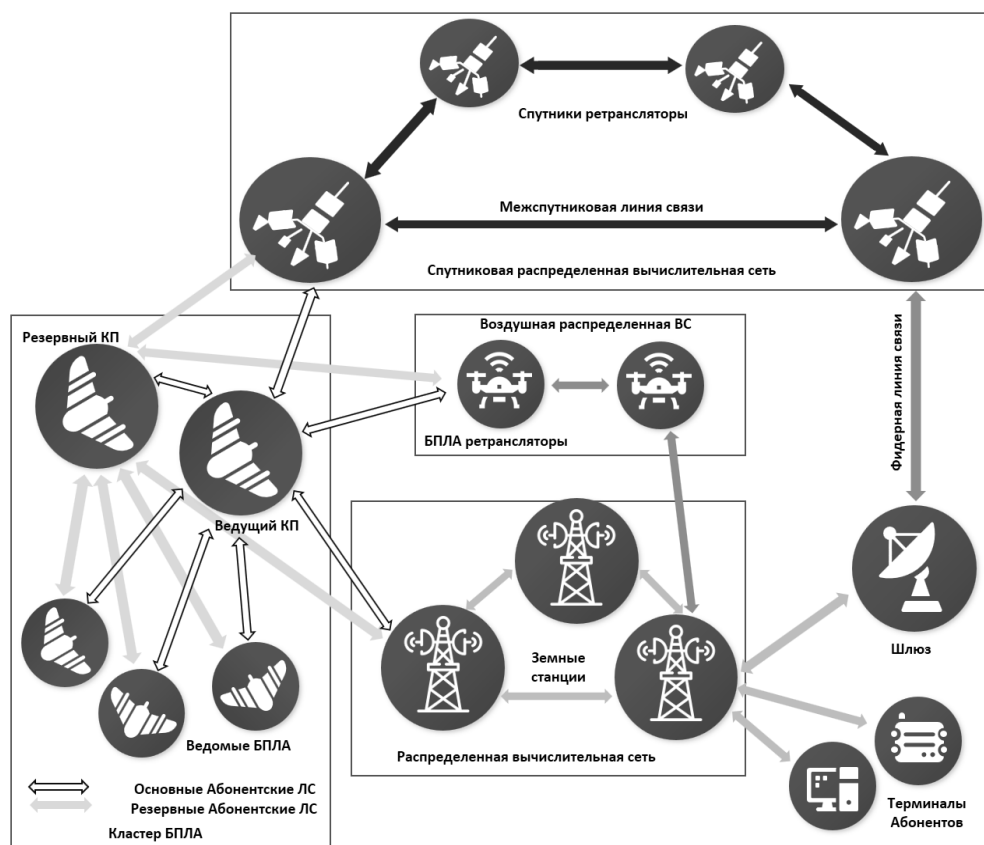 Спутники ретрансляторы
Межспутниковая линия связи
Спутниковая распределенная вычислительная сеть
Резервный КП
Ведущий КП
Воздушная распределенная ВС
БПЛА ретрансляторы
Фидерная линия связи
Земные
станции
Распределенная вычислительная сеть
Шлюз
Терминалы
Абонентов
Ведомые БПЛА
Основные Абонентские ЛС
Резервные Абонентские ЛС
Кластер БПЛА